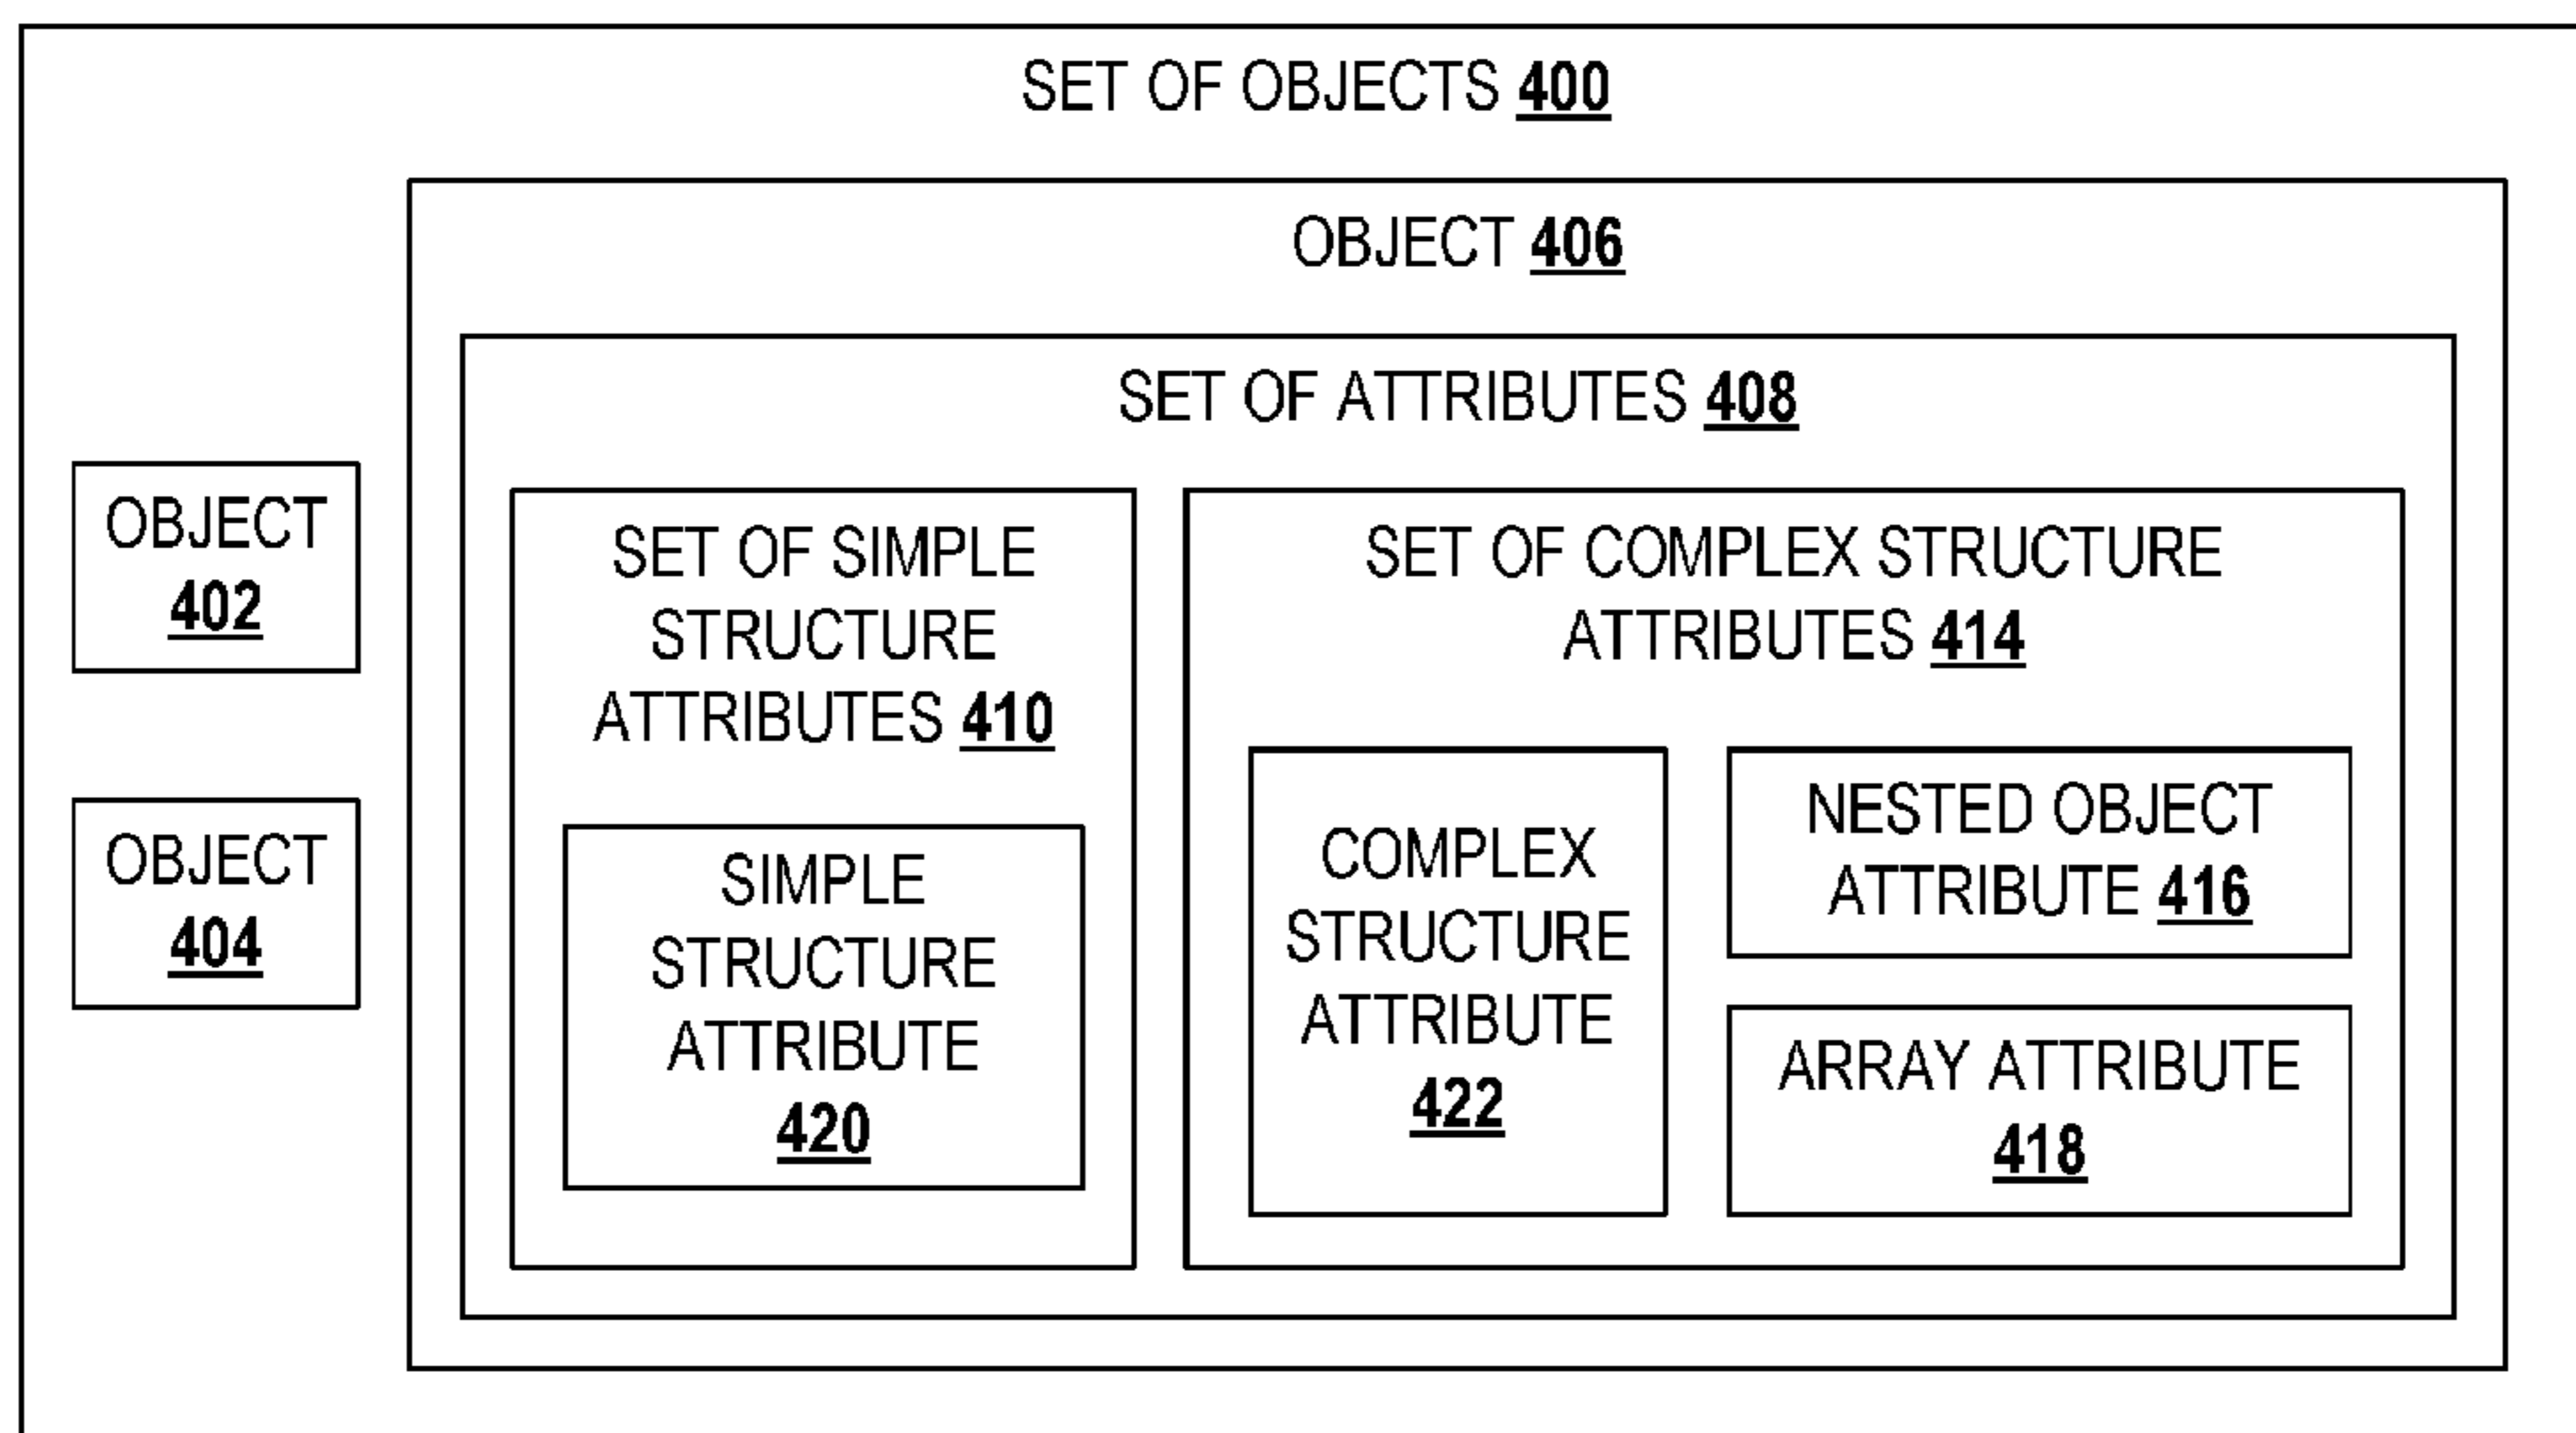 SET OF OBJECTS 400
OBJECT 406
SET OF ATTRIBUTES 408
OBJECT
402
OBJECT
404
SET OF SIMPLE
STRUCTURE
ATTRIBUTES 410
SIMPLE
STRUCTURE
ATTRIBUTE
420
SET OF COMPLEX STRUCTURE
ATTRIBUTES 414
COMPLEX
STRUCTURE
ATTRIBUTE
422
NESTED OBJECT
ATTRIBUTE 416
ARRAY ATTRIBUTE
418